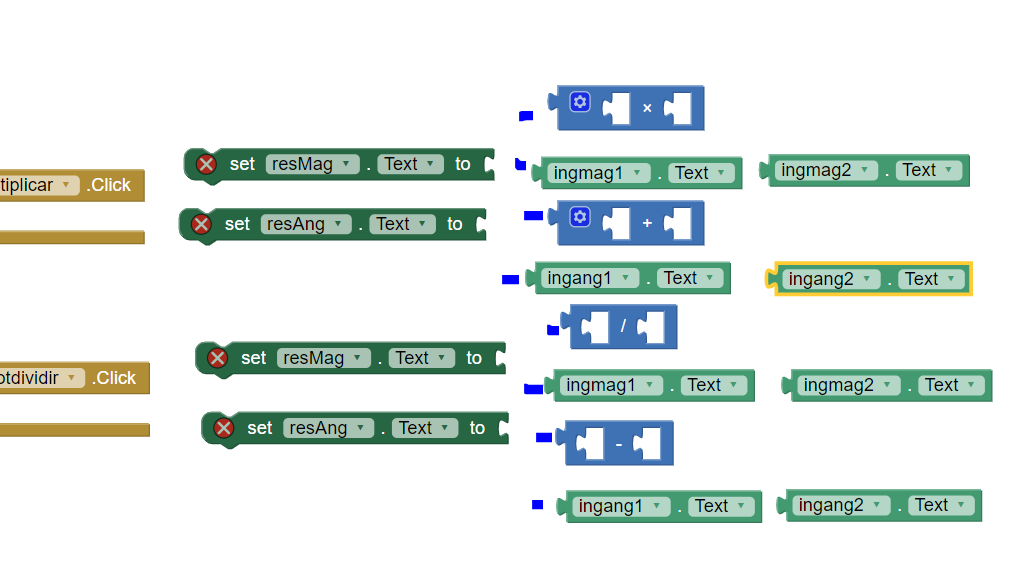 ×
set resMag . Text to
ingmag1 . Text
ingmag2 . Text
tiplicar .Click
set resAng . Text to
+
ingang1 . Text
ingang2 . Text
/
set resMag . Text to
otdividir .Click
ingmag1 . Text
ingmag2 . Text
set resAng . Text to
-
ingang1 . Text
ingang2 . Text